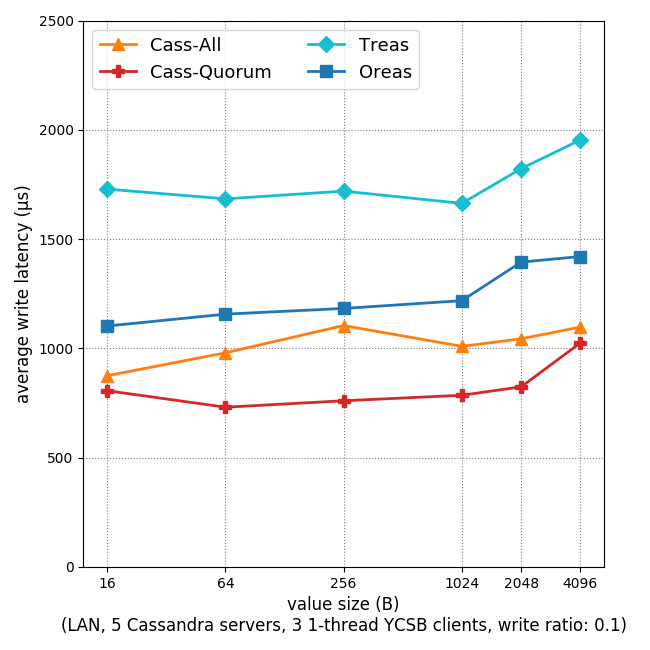 2500
2000
1500
1000
500
0
average write latency (µs)
Cass-All
Cass-Quorum
Treas
Oreas
16 64 256 1024 2048 4096
value size (B)
(LAN, 5 Cassandra servers, 3 1-thread YCSB clients, write ratio: 0.1)